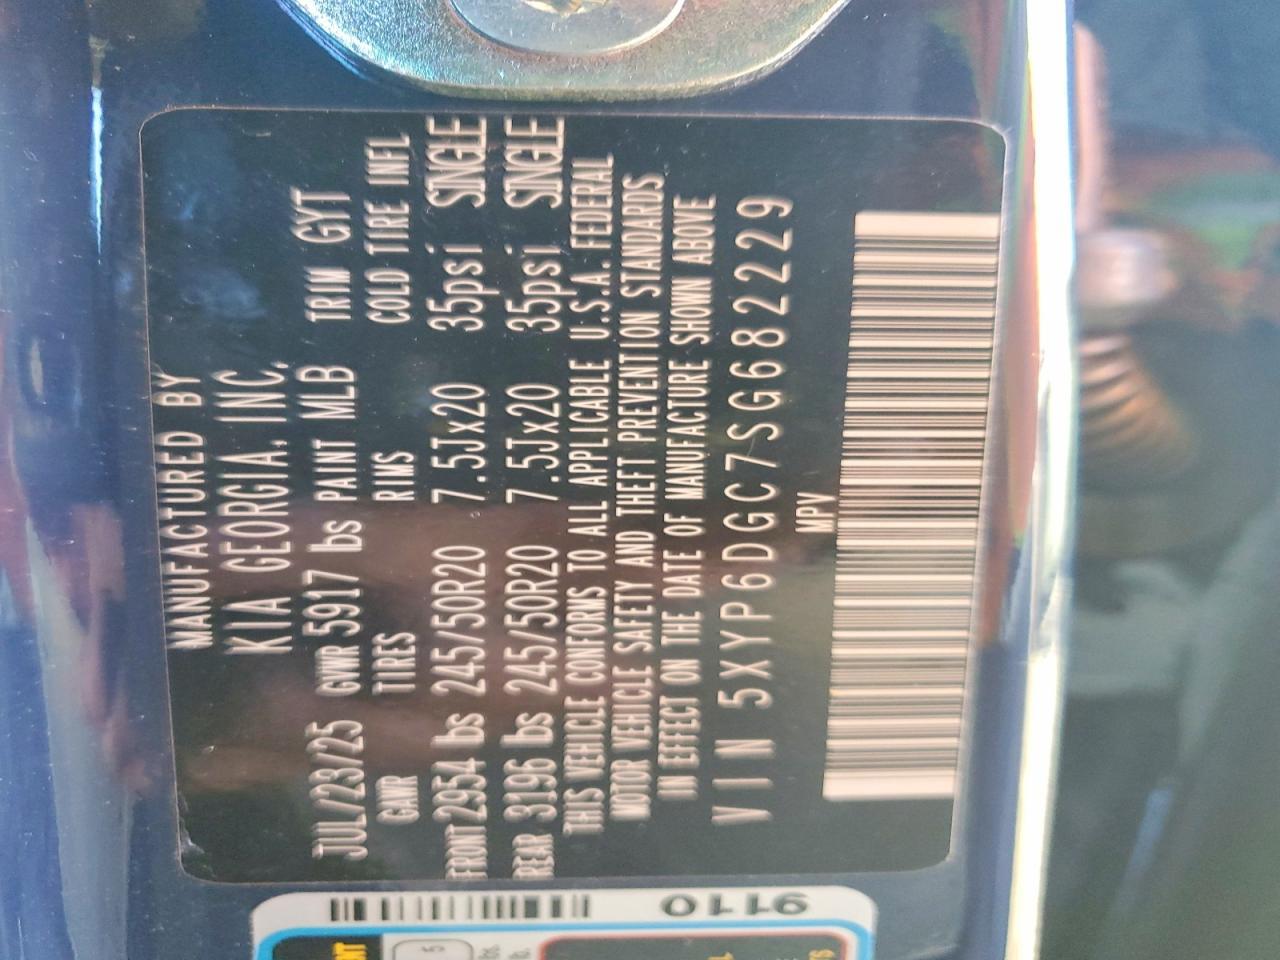 MANUFACTURED BY
KIA GEORGIA, INC.
JUL/23/25 GVWR 5917 lbs PAINT MLB TRIM GYT
GAWR TIRES RIMS COLD TIRE INFL
FRONT 2954 lbs 245/50R20 7.5Jx20 35psi SINGLE
REAR 3196 lbs 245/50R20 7.5Jx20 35psi SINGLE
THIS VEHICLE CONFORMS TO ALL APPLICABLE U.S.A. FEDERAL
MOTOR VEHICLE SAFETY AND THEFT PREVENTION STANDARDS
IN EFFECT ON THE DATE OF MANUFACTURE SHOWN ABOVE
VIN 5XYP6DGC7SG682229
MPV
9110
5